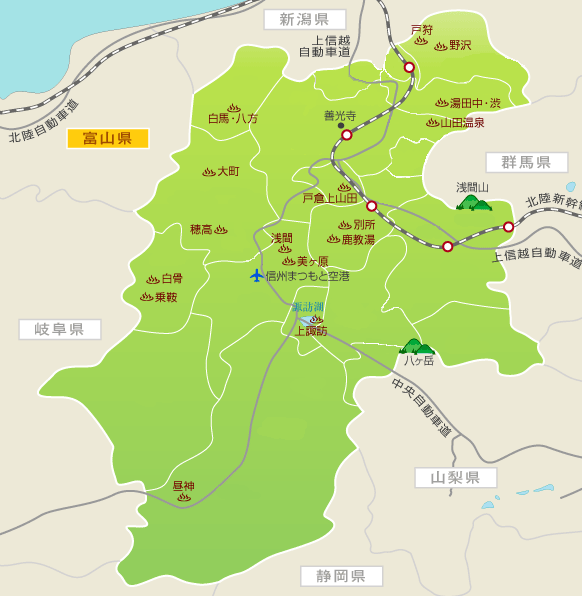 新潟県
戸狩
野沢
上信越
自動車道
北陸自動車道
白馬・八方
善光寺
湯田中・渋
山田温泉
富山県
大町
群馬県
浅間山
戸倉上山田
北陸新幹線
穂高
浅間
別所
鹿教湯
上信越自動車道
美ヶ原
信州まつもと空港
白骨
乗鞍
諏訪湖
上諏訪
岐阜県
八ヶ岳
中央自動車道
山梨県
昼神
静岡県